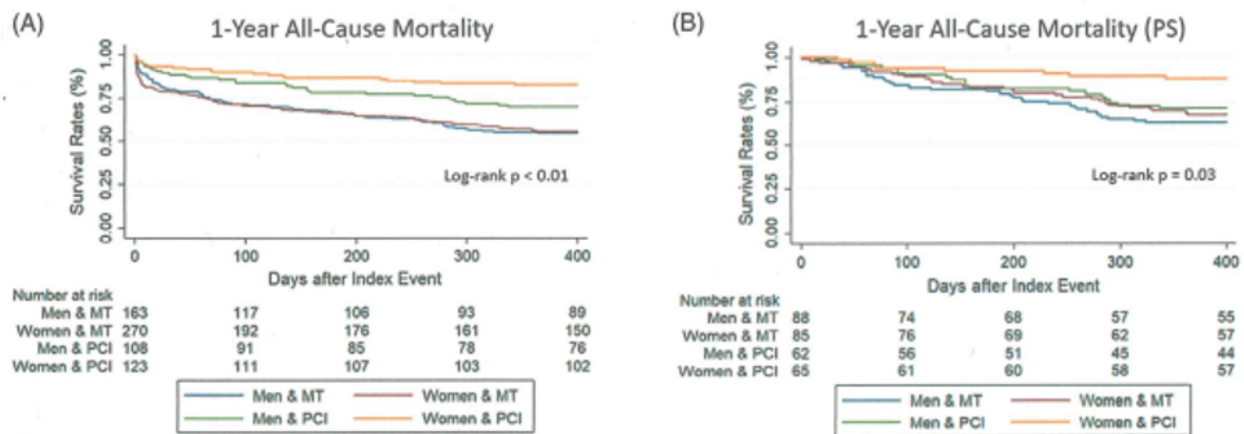 (A)
1-Year All-Cause Mortality
Survival Rates (%)
1.00
0.75
0.50
0.25
0.00
Log-rank p < 0.01
0 100 200 300 400
Days after Index Event
Number at risk
Men & MT 163 117 106 93 89
Women & MT 270 192 176 161 150
Men & PCI 108 91 85 78 76
Women & PCI 123 111 107 103 102
Men & MT Women & MT
Men & PCI Women & PCI
(B)
1-Year All-Cause Mortality (PS)
Survival Rates (%)
1.00
0.75
0.50
0.25
0.00
Log-rank p = 0.03
0 100 200 300 400
Days after Index Event
Number at risk
Men & MT 88 74 68 57 55
Women & MT 85 76 69 62 57
Men & PCI 62 56 51 45 44
Women & PCI 65 61 60 58 57
Men & MT Women & MT
Men & PCI Women & PCI